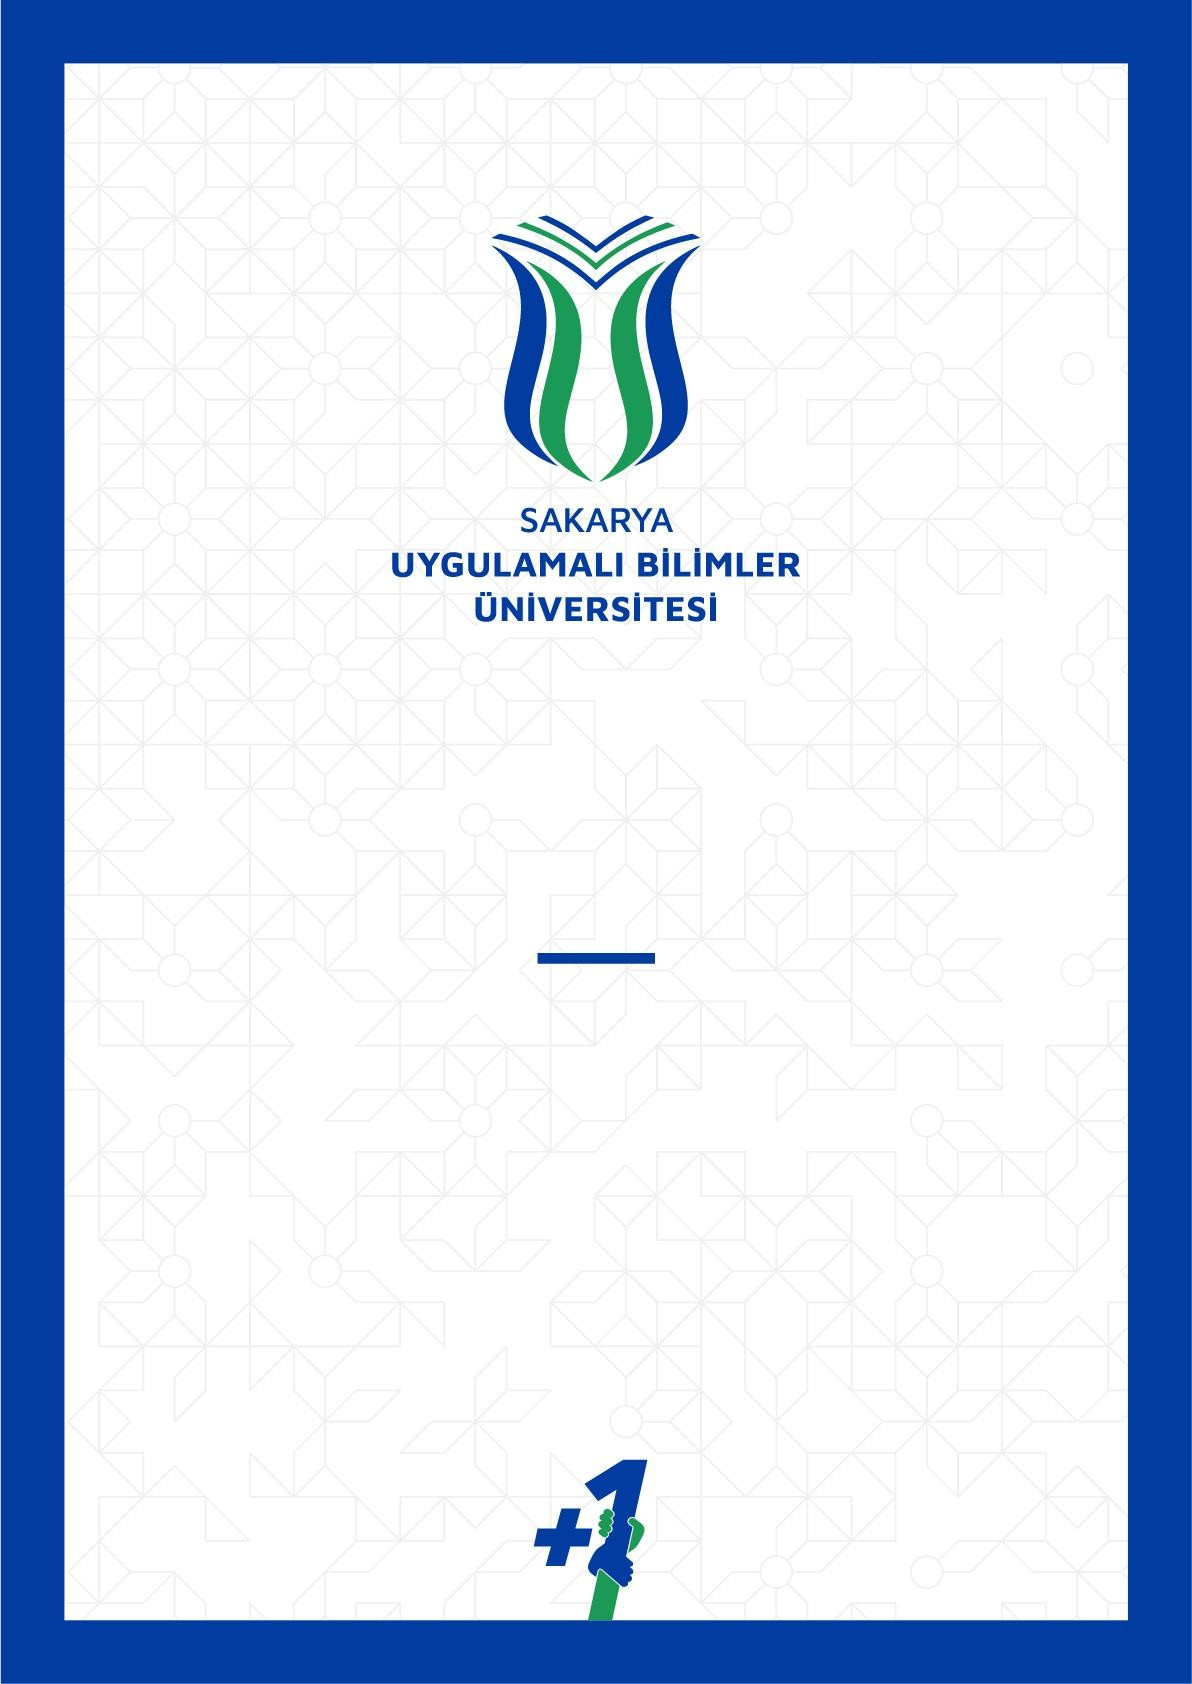 SAKARYA
UYGULAMALI BİLİMLER
ÜNİVERSİTESİ
+1